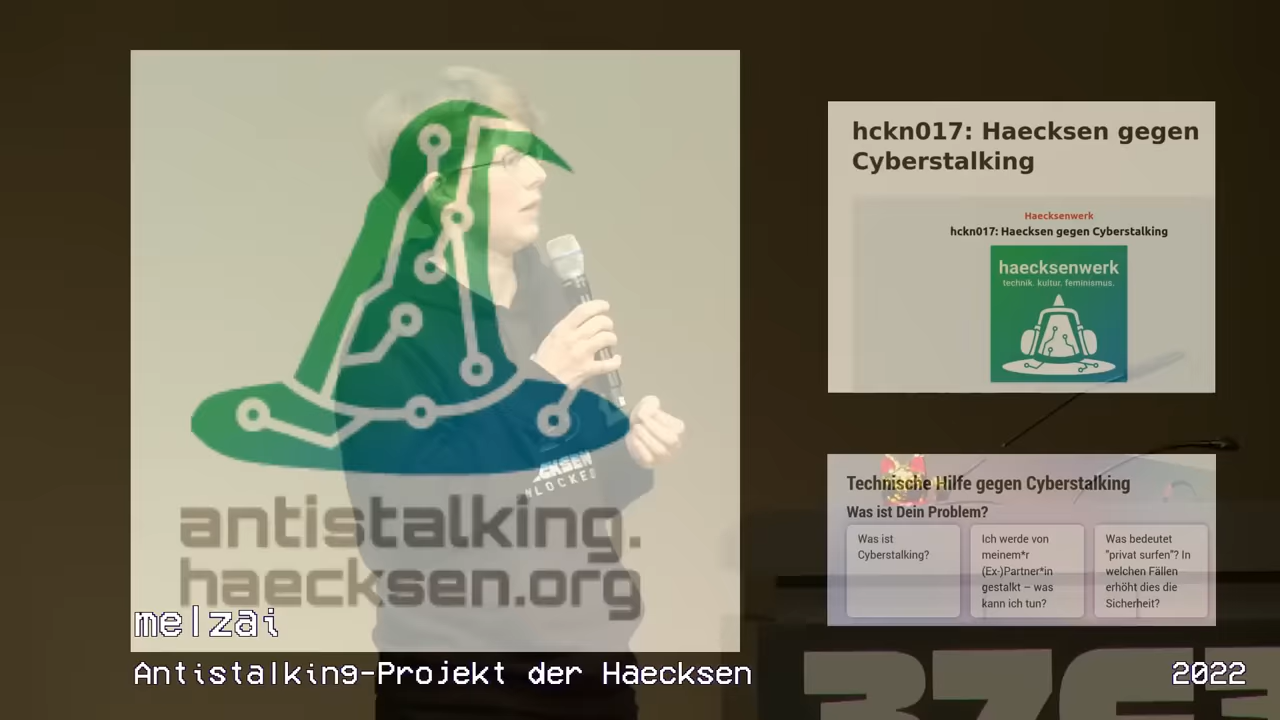 antistalking.
haecksen.org
melzai
Antistalking-Projekt der Haecksen
hckn017: Haecksen gegen
Cyberstalking
Haecksenwerk
hckn017: Haecksen gegen Cyberstalking
haecksenwerk
technik. kultur. feminismus.
Technische Hilfe gegen Cyberstalking
Was ist Dein Problem?
Was ist
Cyberstalking?
Ich werde von
meinem*r
(Ex-)Partner*in
gestalkt – was
kann ich tun?
Was bedeutet
"privat surfen"? In
welchen Fällen
erhöht dies die
Sicherheit?
2022